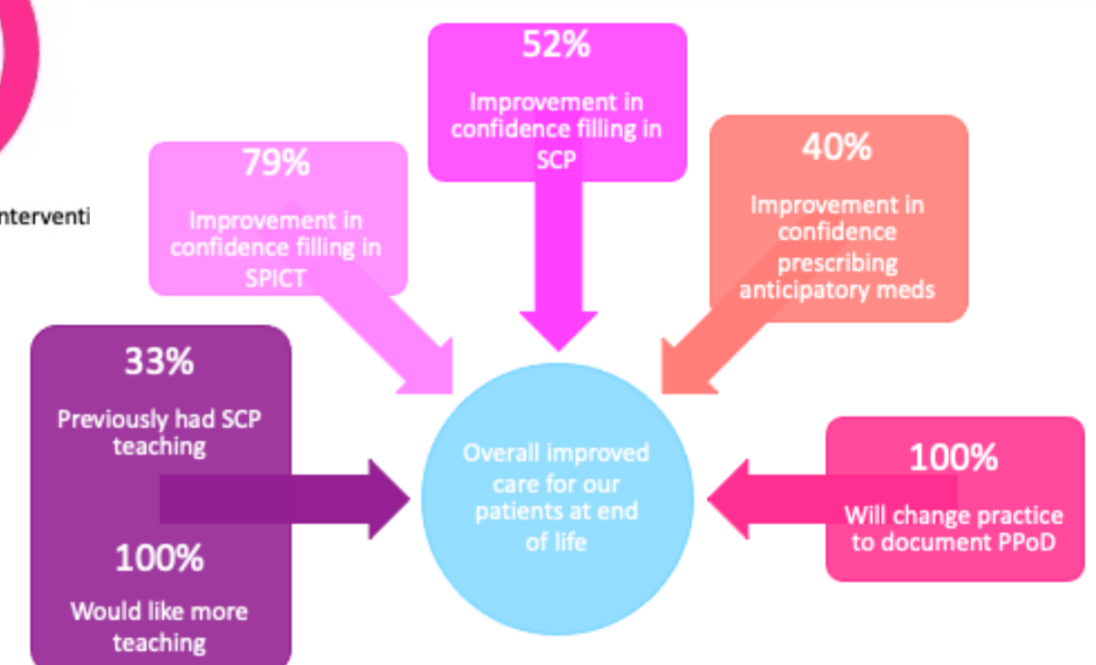 nterventi
52%
Improvement in
confidence filling in
SCP
79%
Improvement in
confidence filling in
SPICT
40%
Improvement in
confidence
prescribing
anticipatory meds
33%
Previously had SCP
teaching
100%
Would like more
teaching
Overall improved
care for our
patients at end
of life
100%
Will change practice
to document PPoD